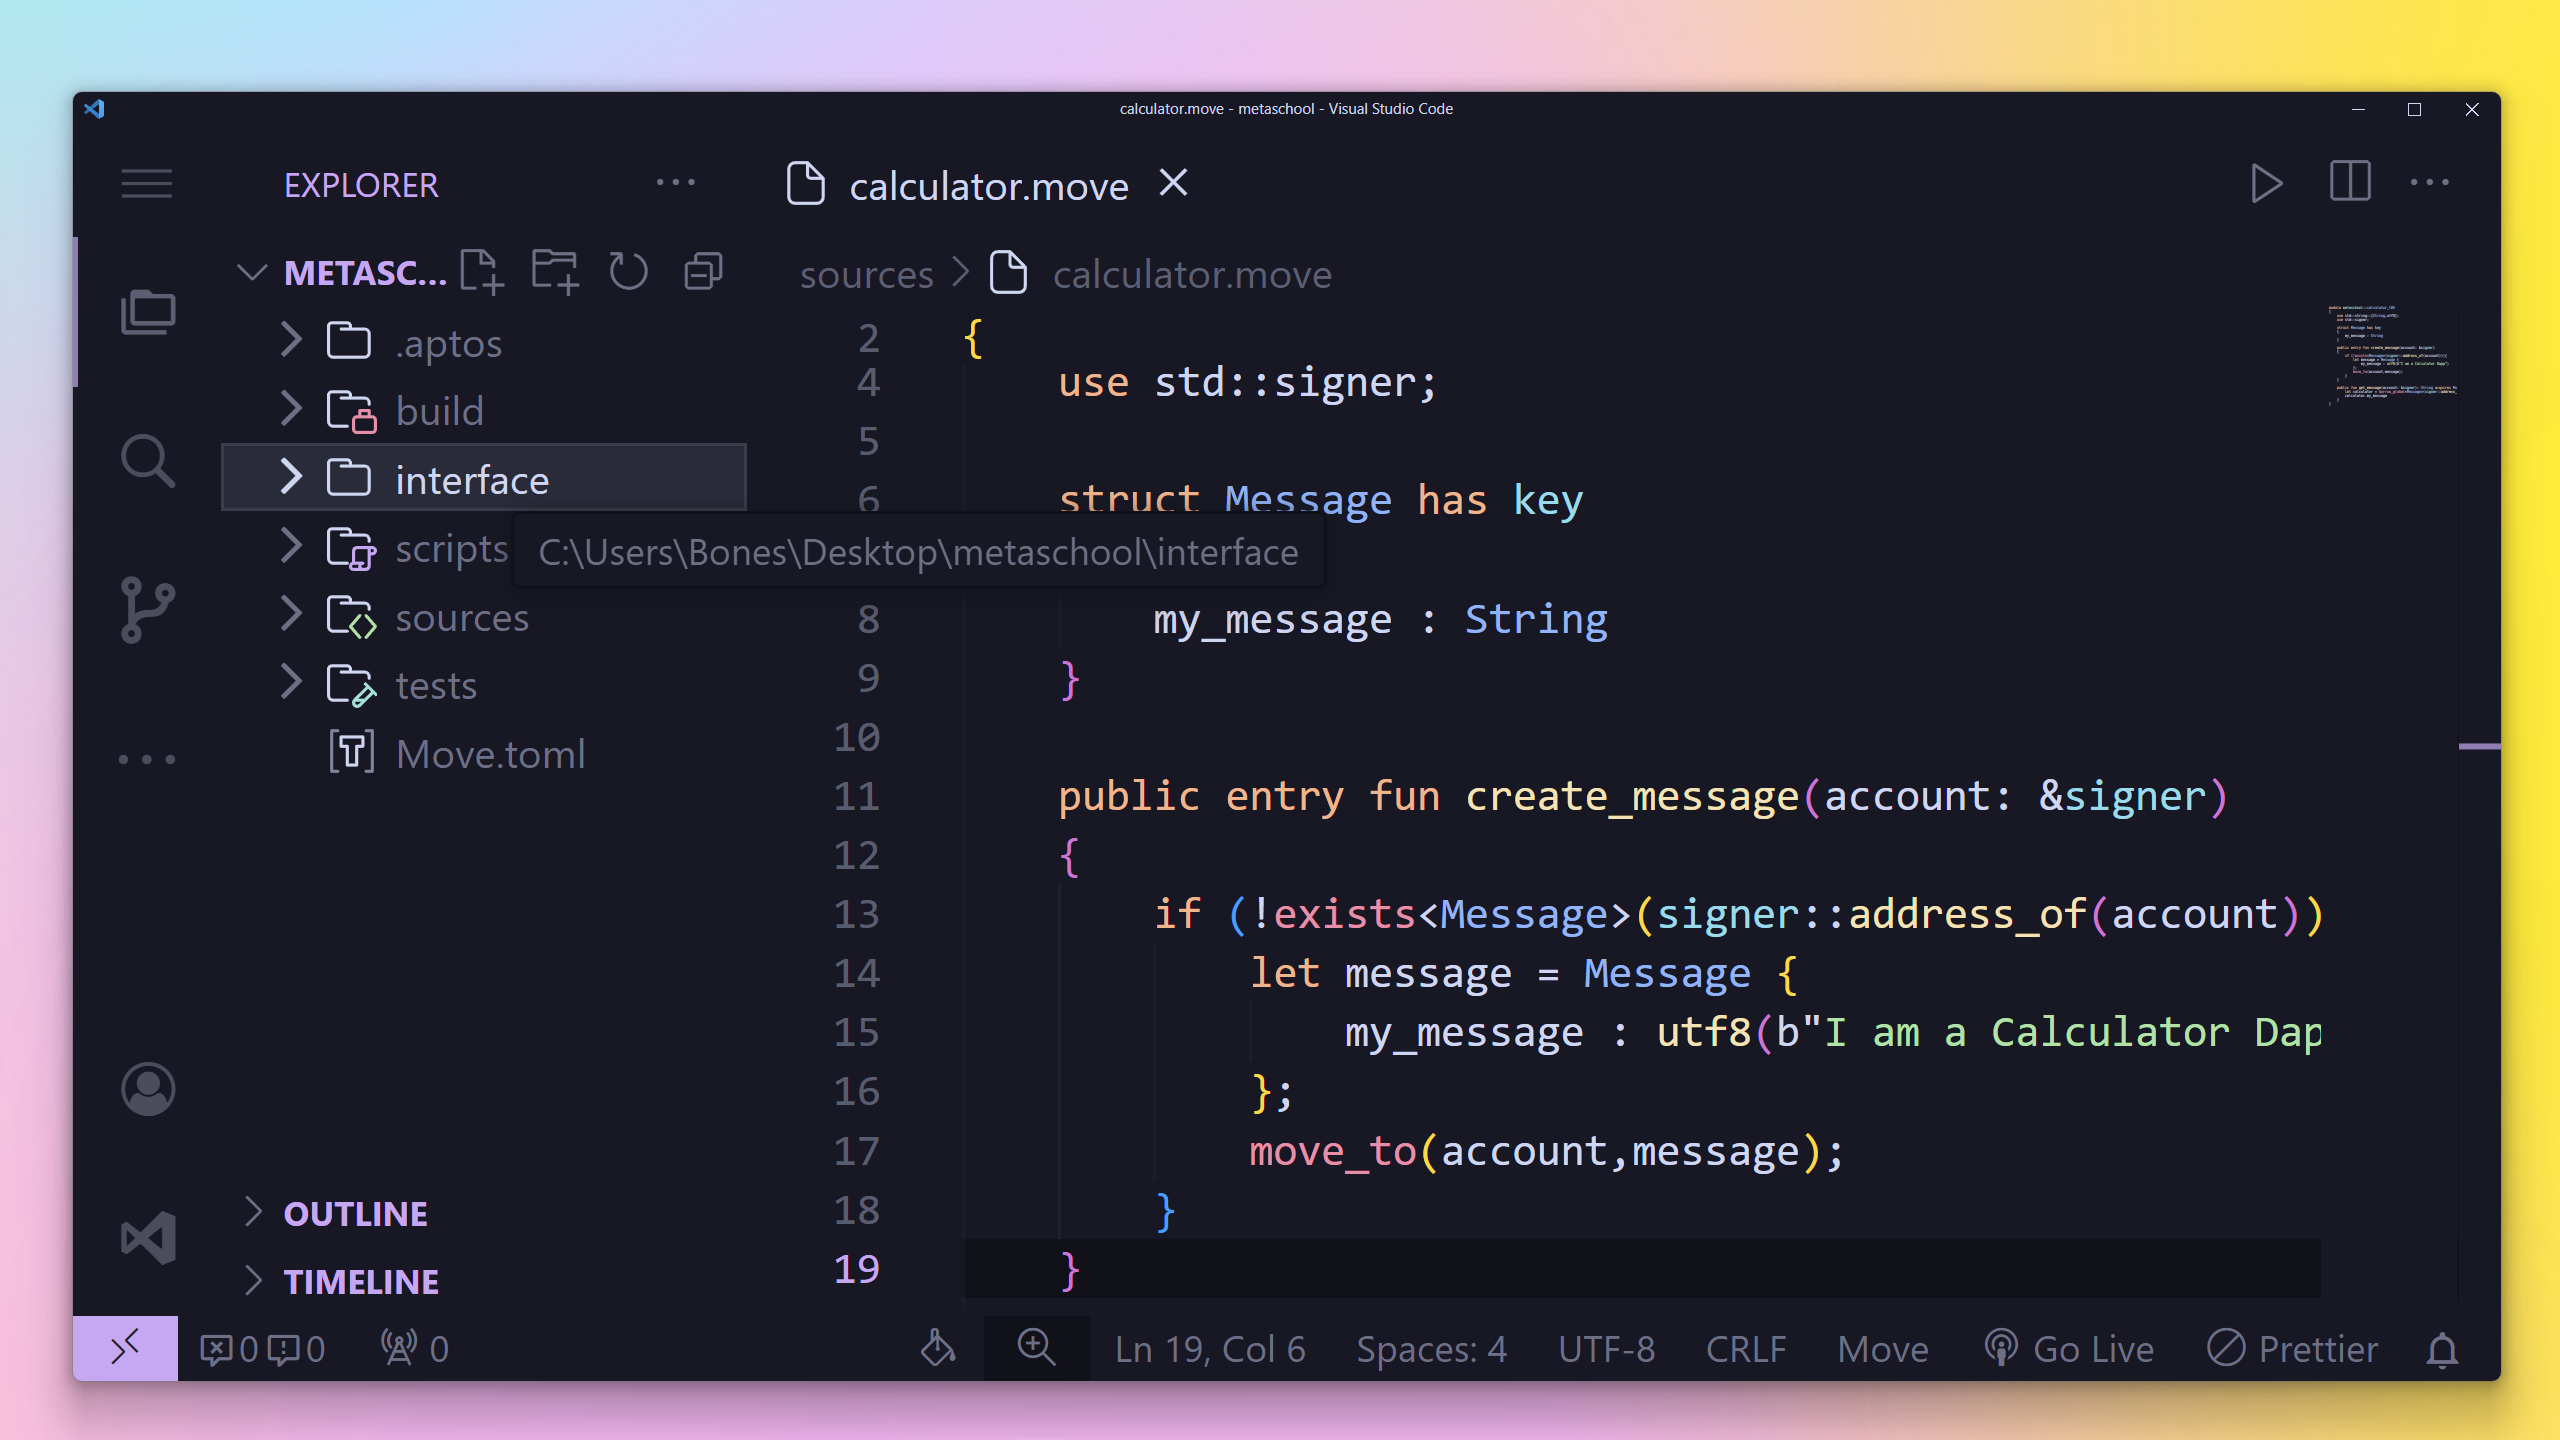 calculator.move - metaschool - Visual Studio Code
EXPLORER
METASC...
.aptos
build
interface
scripts
C:\Users\Bones\Desktop\metaschool\interface
sources
tests
Move.toml
OUTLINE
TIMELINE
calculator.move
sources
calculator.move
2 {
4 use std::signer;
5
6 struct Message has key
8 my_message : String
9 }
10
11 public entry fun create_message(account: &signer)
12 {
13 if (!exists<Message>(signer::address_of(account))
14 let message = Message {
15 my_message : utf8(b"I am a Calculator Dap
16 };
17 move_to(account,message);
18 }
19 }
0 0 0 Ln 19, Col 6 Spaces: 4 UTF-8 CRLF Move Go Live Prettier